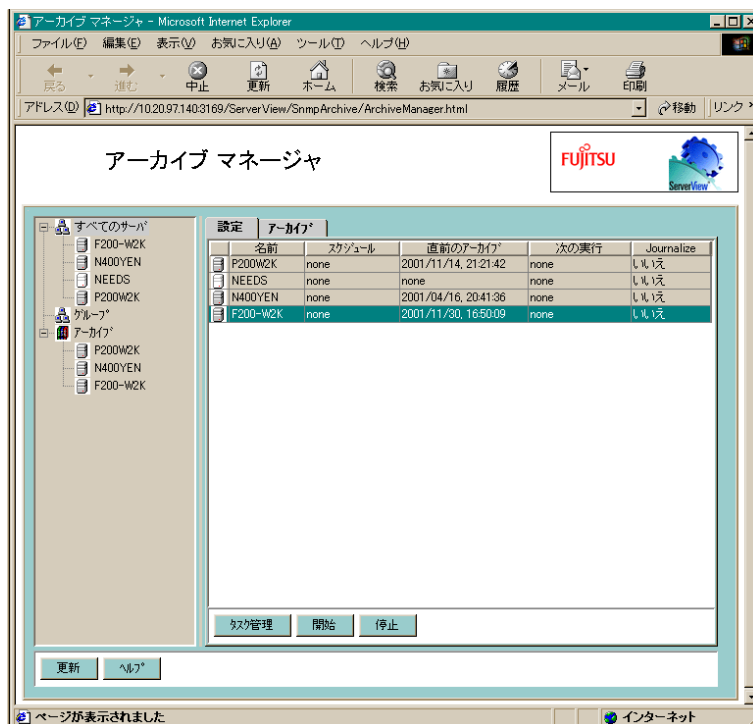 アーカイブ マネージャ - Microsoft Internet Explorer
ファイル(F) 編集(E) 表示(V) お気に入り(A) ツール(T) ヘルプ(H)
戻る 進む 中止 更新 ホーム 検索 お気に入り 履歴 メール 印刷
アドレス(D) http://10.20.97.140:3169/ServerView/SnmpArchive/ArchiveManager.html 移動 リンク »
アーカイブ マネージャ
FUJITSU
ServerView
すべてのサーバ
F200-W2K
N400YEN
NEEDS
P200W2K
グループ
アーカイブ
P200W2K
N400YEN
F200-W2K
設定 アーカイブ
名前 スケジュール 直前のアーカイブ 次の実行 Journalize
P200W2K none 2001/11/14, 21:21:42 none いいえ
NEEDS none none none いいえ
N400YEN none 2001/04/16, 20:41:36 none いいえ
F200-W2K none 2001/11/30, 16:50:09 none いいえ
タスク管理 開始 停止
更新 ヘルプ
ページが表示されました インターネット